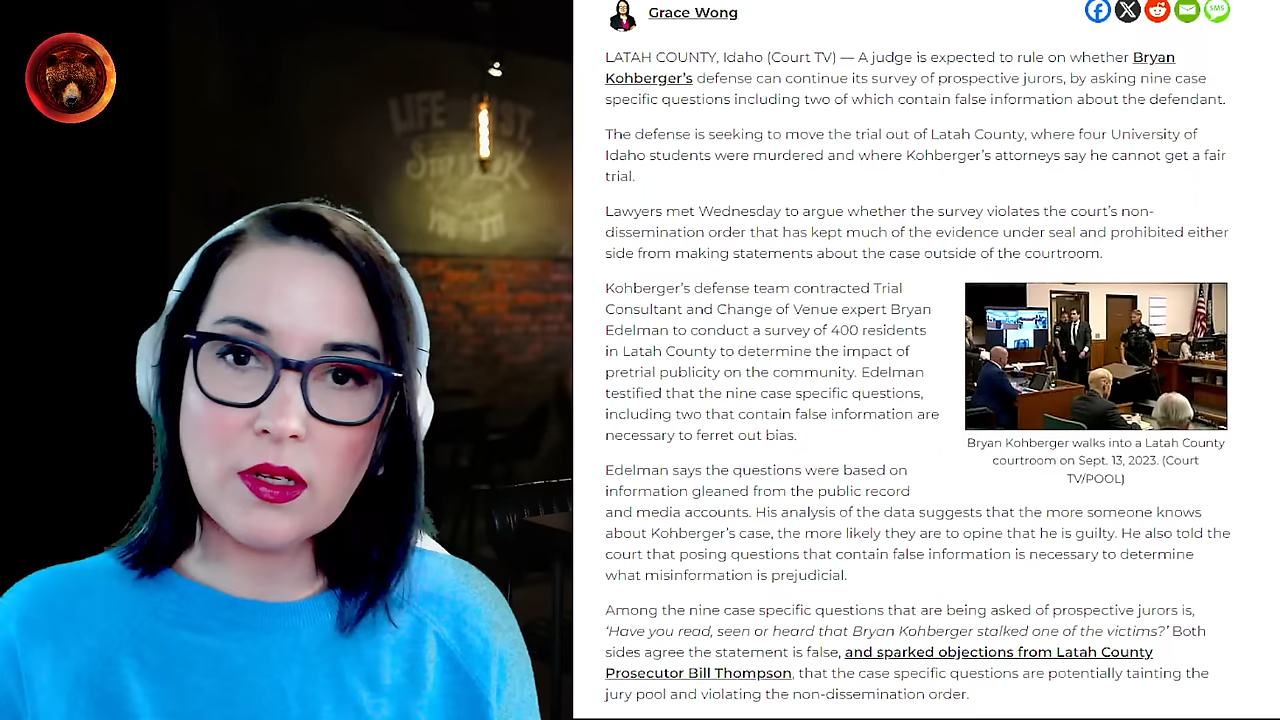 LIFE
Grace Wong
SMS
LATAH COUNTY, Idaho (Court TV) — A judge is expected to rule on whether Bryan
Kohberger's defense can continue its survey of prospective jurors, by asking nine case
specific questions including two of which contain false information about the defendant.
The defense is seeking to move the trial out of Latah County, where four University of
Idaho students were murdered and where Kohberger's attorneys say he cannot get a fair
trial.
Lawyers met Wednesday to argue whether the survey violates the court's non-
dissemination order that has kept much of the evidence under seal and prohibited either
side from making statements about the case outside of the courtroom.
Kohberger's defense team contracted Trial
Consultant and Change of Venue expert Bryan
Edelman to conduct a survey of 400 residents
in Latah County to determine the impact of
pretrial publicity on the community. Edelman
testified that the nine case specific questions,
including two that contain false information are
necessary to ferret out bias.
Bryan Kohberger walks into a Latah County
courtroom on Sept. 13, 2023. (Court
TV/POOL)
Edelman says the questions were based on
information gleaned from the public record
and media accounts. His analysis of the data suggests that the more someone knows
about Kohberger's case, the more likely they are to opine that he is guilty. He also told the
court that posing questions that contain false information is necessary to determine
what misinformation is prejudicial.
Among the nine case specific questions that are being asked of prospective jurors is,
'Have you read, seen or heard that Bryan Kohberger stalked one of the victims?' Both
sides agree the statement is false, and sparked objections from Latah County
Prosecutor Bill Thompson, that the case specific questions are potentially tainting the
jury pool and violating the non-dissemination order.